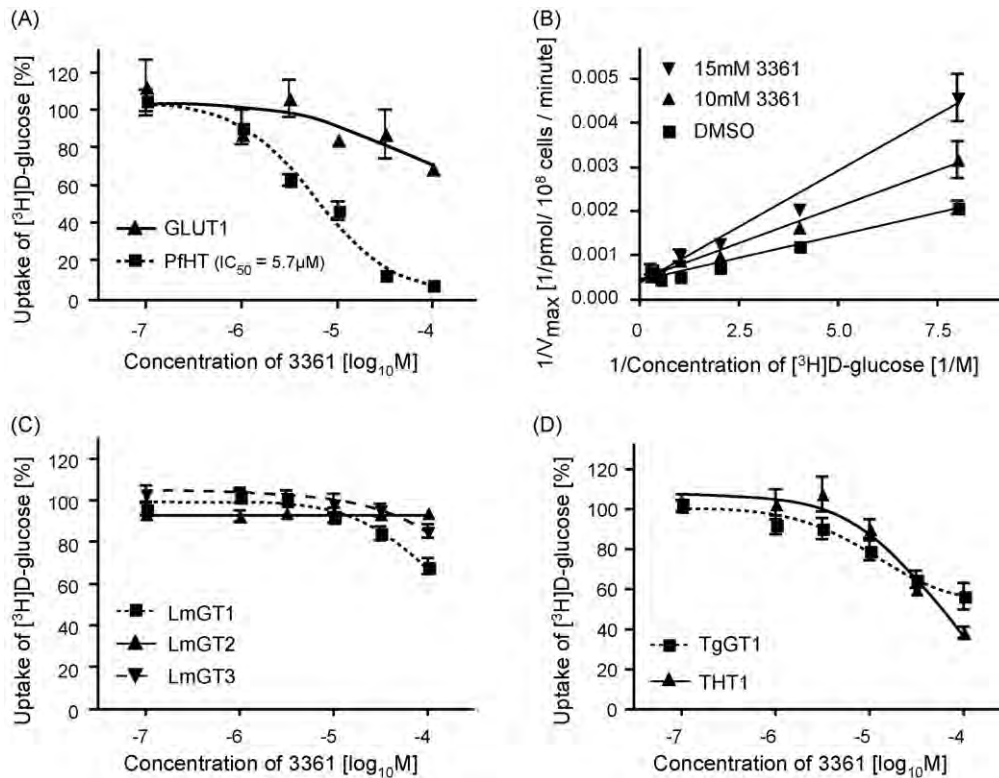 (A)
Uptake of [³H]D-glucose [%]
120
100
80
60
40
20
0
GLUT1
PfHT (IC₅₀ = 5.7µM)
-7 -6 -5 -4
Concentration of 3361 [log₁₀M]
(B)
1/Vₘₐₓ [1/pmol/ 10⁸ cells / minute]
0.005
0.004
0.003
0.002
0.001
0.000
15mM 3361
10mM 3361
DMSO
0 2.5 5.0 7.5
1/Concentration of [³H]D-glucose [1/M]
(C)
Uptake of [³H]D-glucose [%]
120
100
80
60
40
20
0
LmGT1
LmGT2
LmGT3
-7 -6 -5 -4
Concentration of 3361 [log₁₀M]
(D)
Uptake of [³H]D-glucose [%]
120
100
80
60
40
20
0
TgGT1
THT1
-7 -6 -5 -4
Concentration of 3361 [log₁₀M]